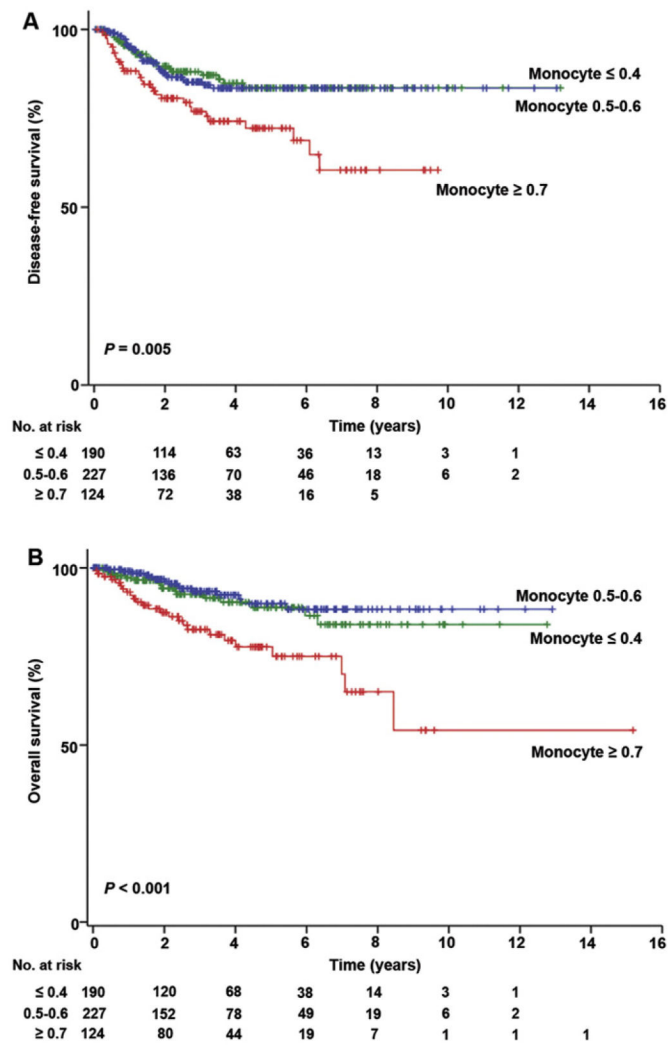 A
100
Monocyte ≤ 0.4
Monocyte 0.5-0.6
Disease-free survival (%)
Monocyte ≥ 0.7
50
P = 0.005
0
0 2 4 6 8 10 12 14 16
No. at risk Time (years)
≤ 0.4 190 114 63 36 13 3 1
0.5-0.6 227 136 70 46 18 6 2
≥ 0.7 124 72 38 16 5
B
100
Monocyte 0.5-0.6
Monocyte ≤ 0.4
Overall survival (%)
Monocyte ≥ 0.7
50
P < 0.001
0
0 2 4 6 8 10 12 14 16
No. at risk Time (years)
≤ 0.4 190 120 68 38 14 3 1
0.5-0.6 227 152 78 49 19 6 2
≥ 0.7 124 80 44 19 7 1 1 1